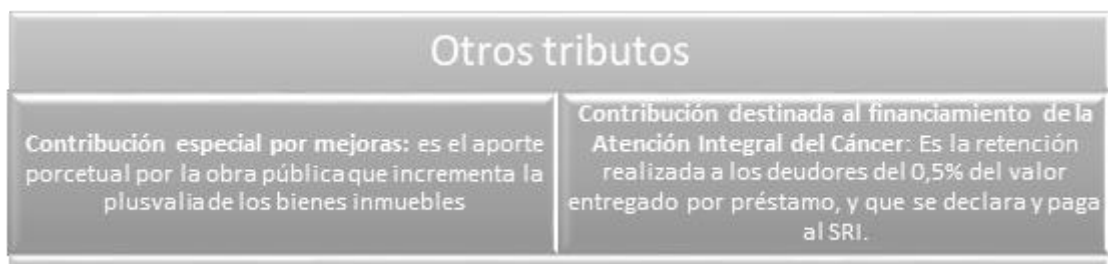 Otros tributos
Contribución especial por mejoras: es el aporte
porcetual por la obra pública que incrementa la
plusvalia de los bienes inmuebles
Contribución destinada al financiamiento de la
Atención Integral del Cáncer: Es la retención
realizada a los deudores del 0,5% del valor
entregado por préstamo, y que se declara y paga
al SRI.